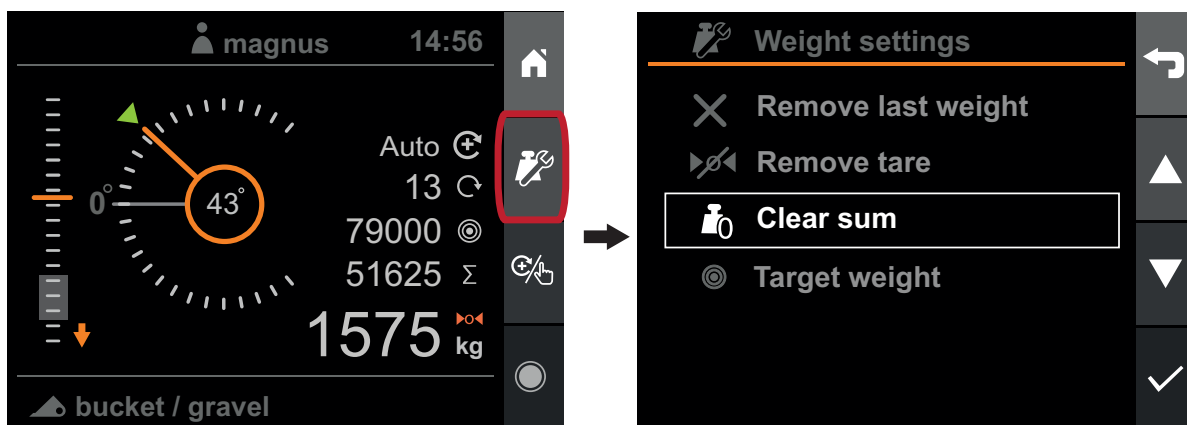 magnus 14:56
Auto
13
79000
51625 Σ
1575 kg
0°
43°
bucket / gravel
Weight settings
Remove last weight
Remove tare
0 Clear sum
Target weight